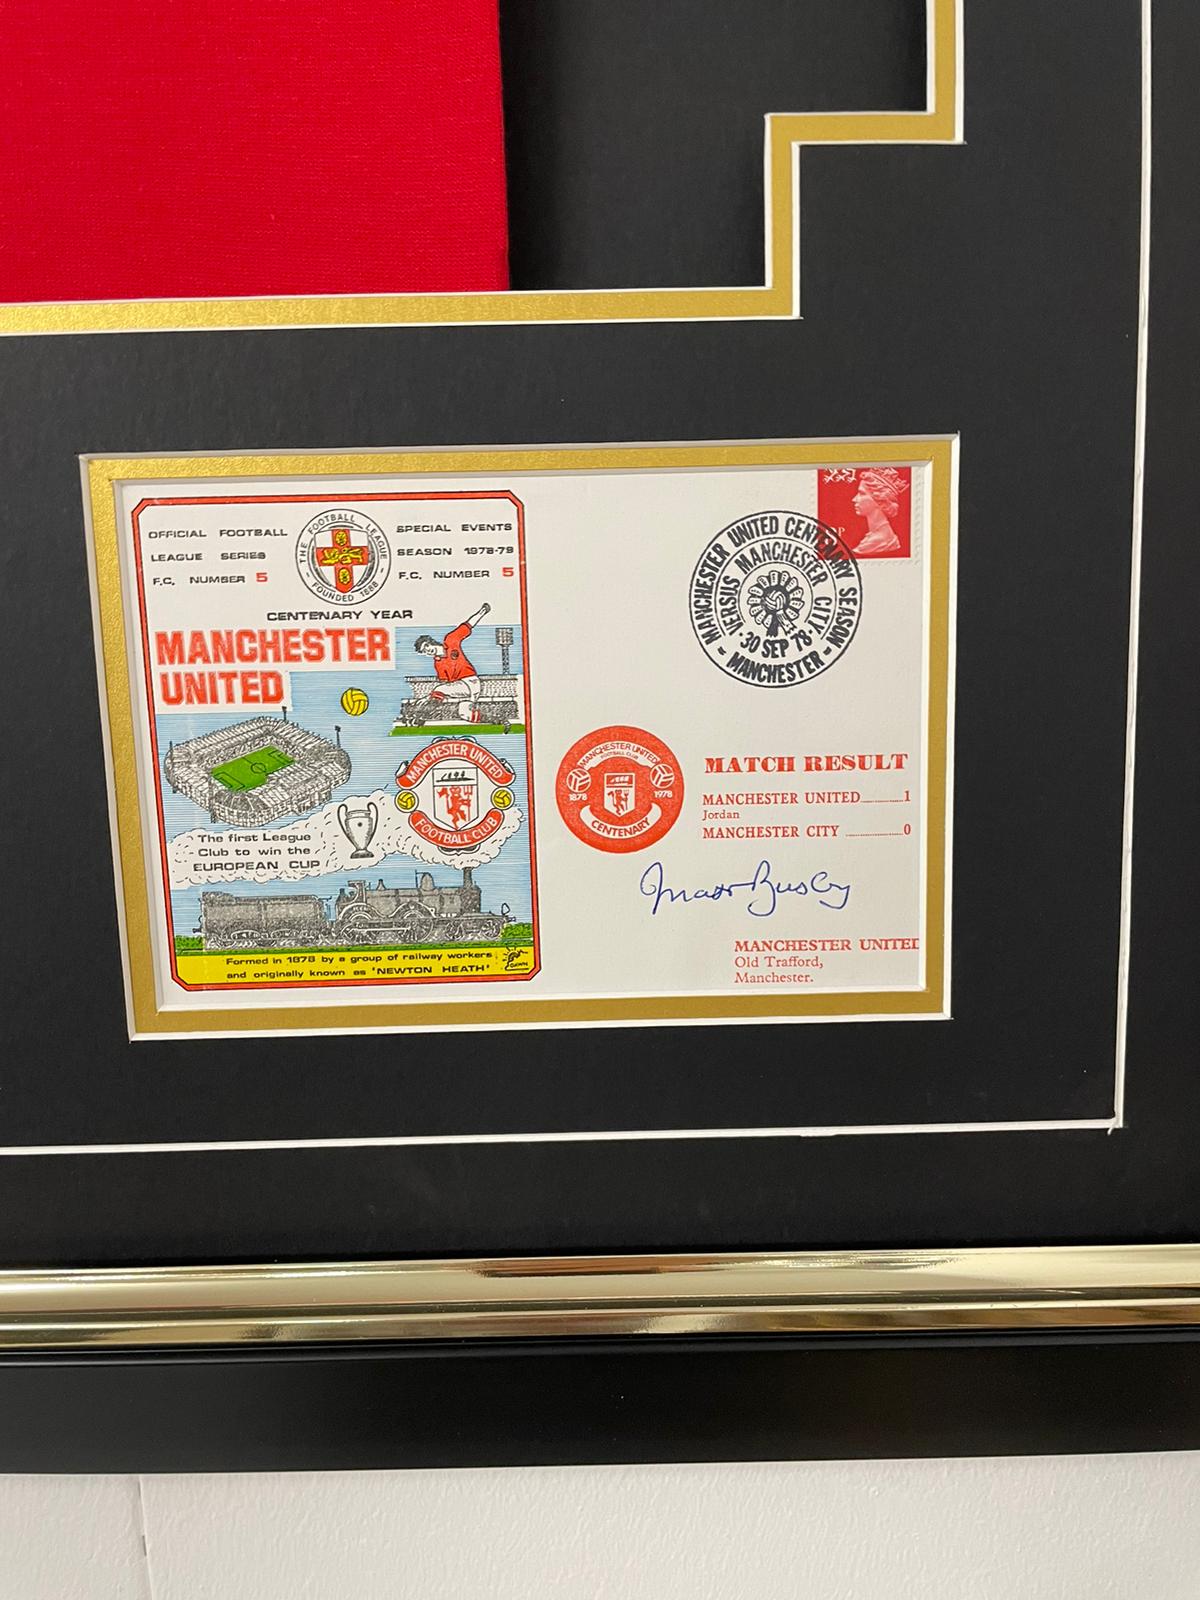 OFFICIAL FOOTBALL
LEAGUE SERIES
F.C. NUMBER 5
THE FOOTBALL LEAGUE
FOUNDED 1888
SPECIAL EVENTS
SEASON 1978-79
F.C. NUMBER 5
CENTENARY YEAR
MANCHESTER
UNITED
MANCHESTER UNITED
FOOTBALL CLUB
The first League
Club to win the
EUROPEAN CUP
Formed in 1878 by a group of railway workers
and originally known as 'NEWTON HEATH'
DAWN
MANCHESTER UNITED CENTENARY SEASON
VERSUS MANCHESTER CITY
30 SEP 78
MANCHESTER
MANCHESTER UNITED
FOOTBALL CLUB
1878 1978
CENTENARY
MATCH RESULT
MANCHESTER UNITED..............1
Jordan
MANCHESTER CITY ...................0
Matt Busby
MANCHESTER UNITED
Old Trafford,
Manchester.